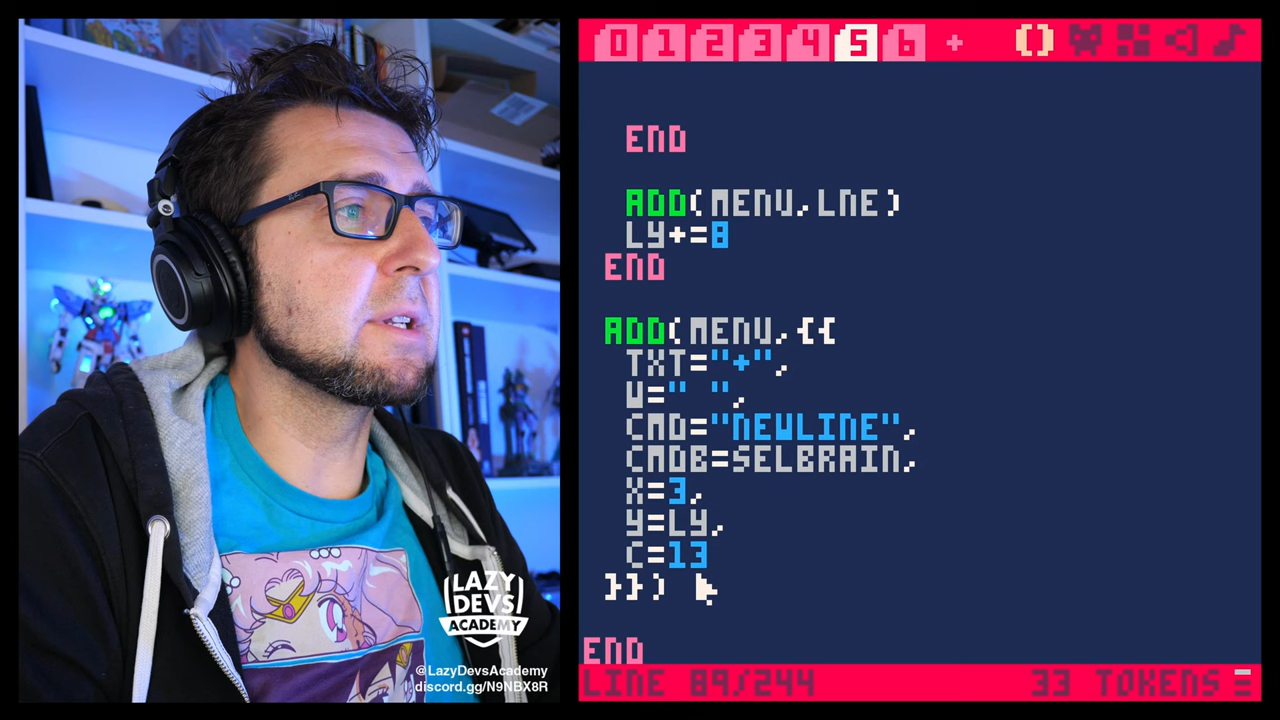 0 1 2 3 4 5 6 + ()
END
ADD(MENU,LNE)
LY+=8
END
ADD(MENU,{{
TXT="+",
W=" ",
CMD="NEWLINE",
CMDB=SELBRAIN,
X=3,
Y=LY,
C=13
}})
END
LINE 89/244 33 TOKENS
LAZY
DEVS
ACADEMY
@LazyDevsAcademy
discord.gg/N9NBX8R